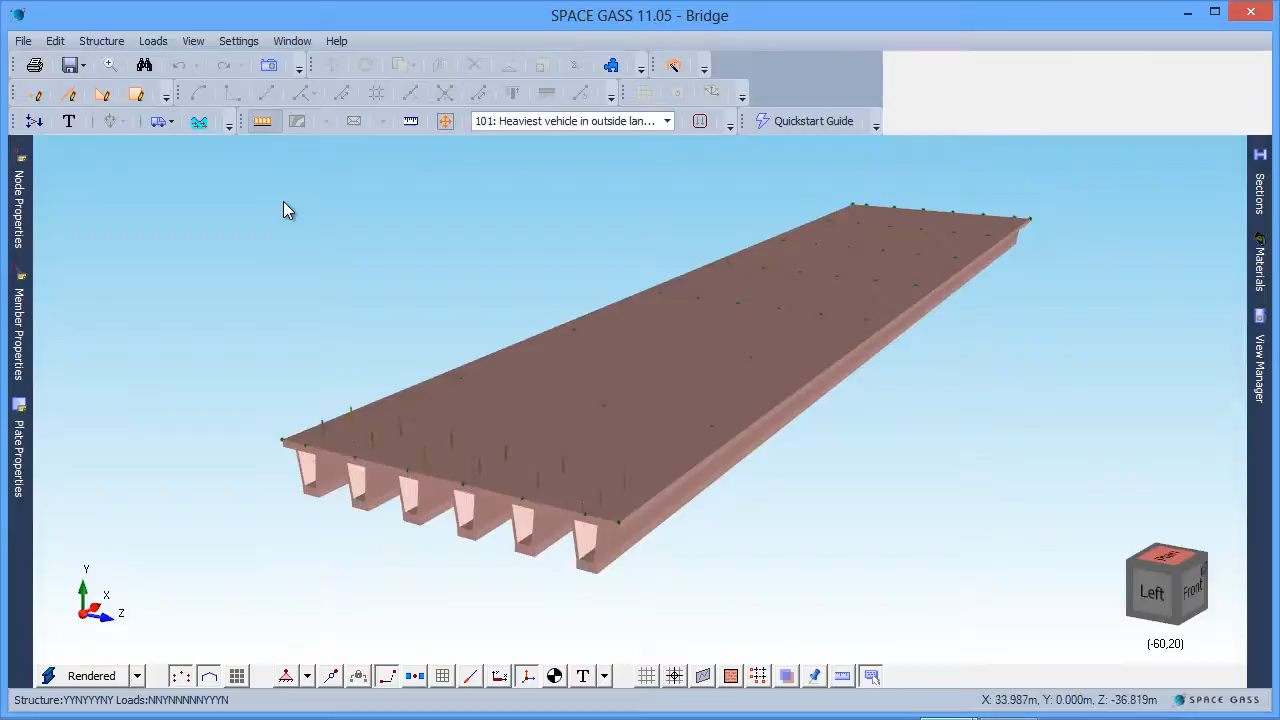 SPACE GASS 11.05 - Bridge
File Edit Structure Loads View Settings Window Help
101: Heaviest vehicle in outside lan...
Quickstart Guide
Node Properties
Member Properties
Plate Properties
Sections
Materials
View Manager
Y
X
Z
Left
Front
(-60,20)
Rendered
T
Structure:YYNYYYNY Loads:NNYNNNNNYYYN
X: 33.987m, Y: 0.000m, Z: -36.819m
SPACE GASS